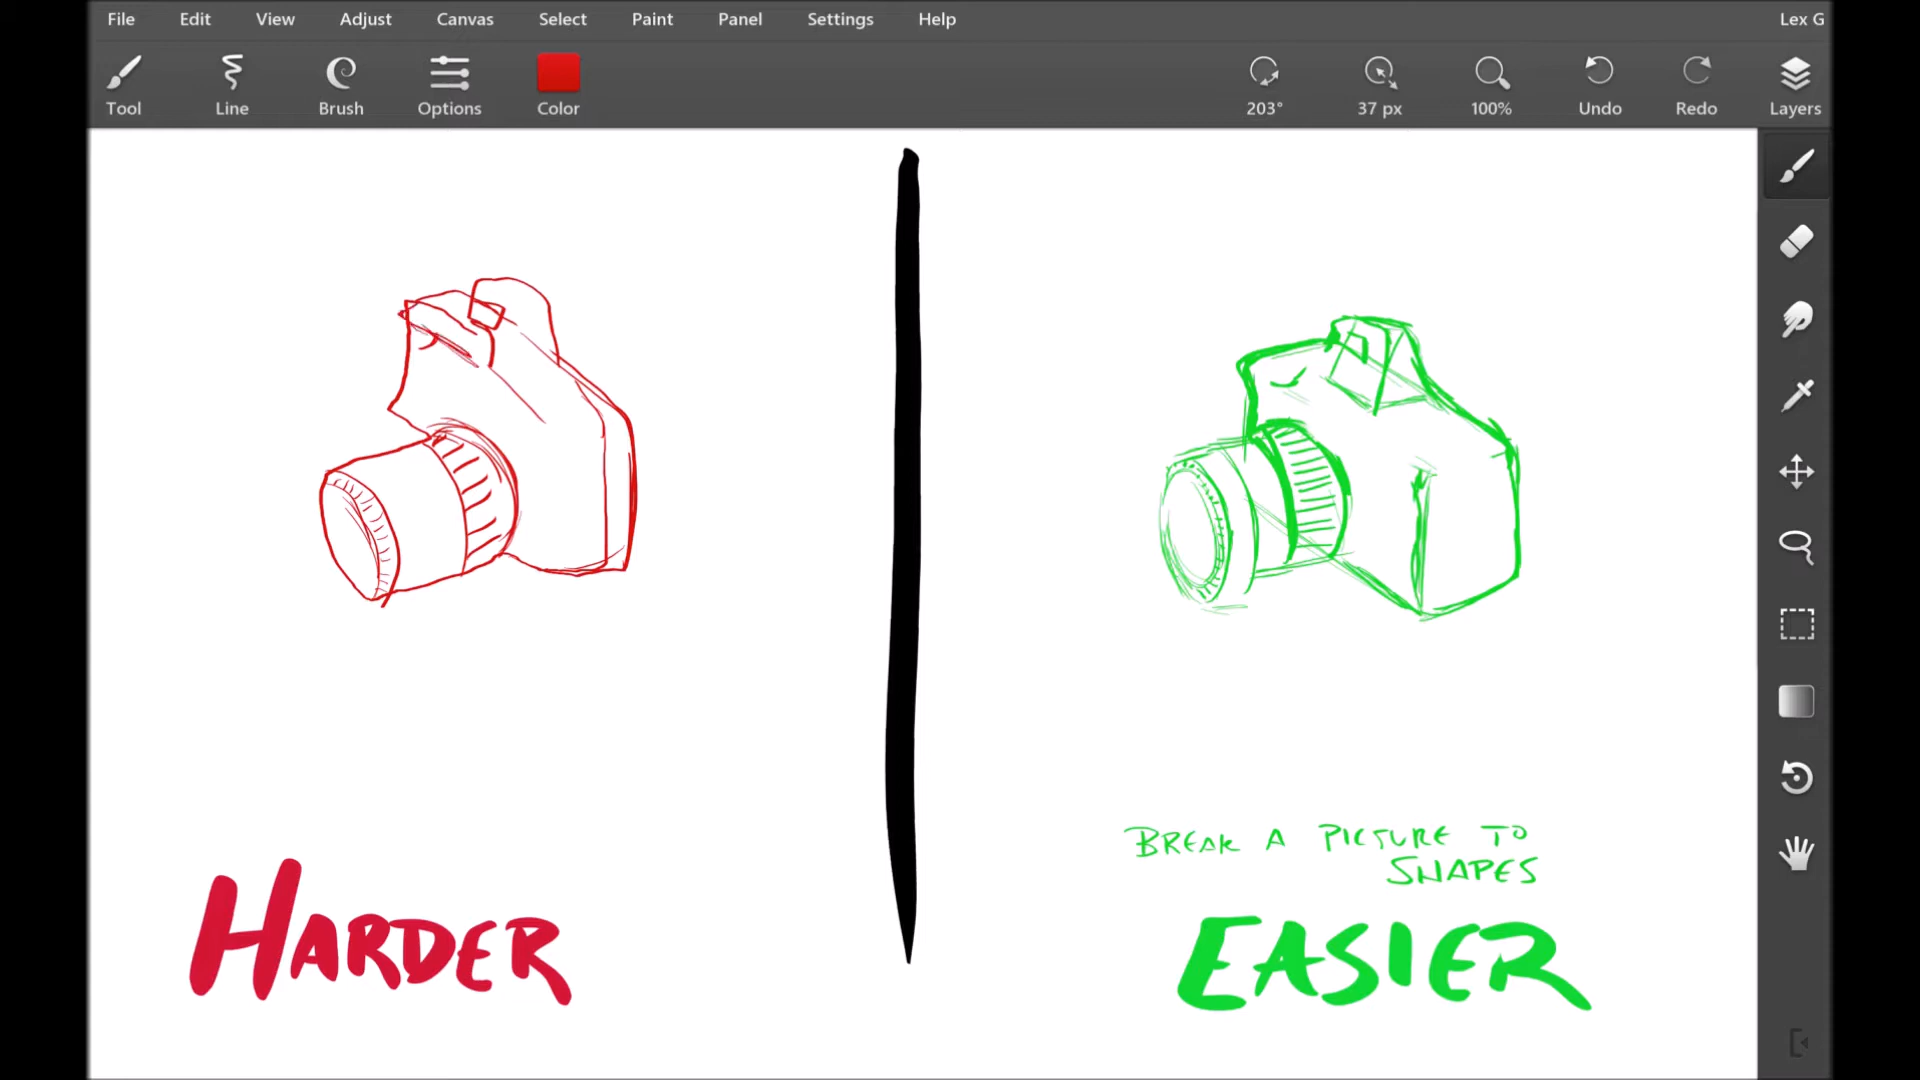 File Edit View Adjust Canvas Select Paint Panel Settings Help Lex G
Tool Line Brush Options Color 203° 37 px 100% Undo Redo Layers
BREAK A PICTURE TO
SHAPES
HARDER
EASIER